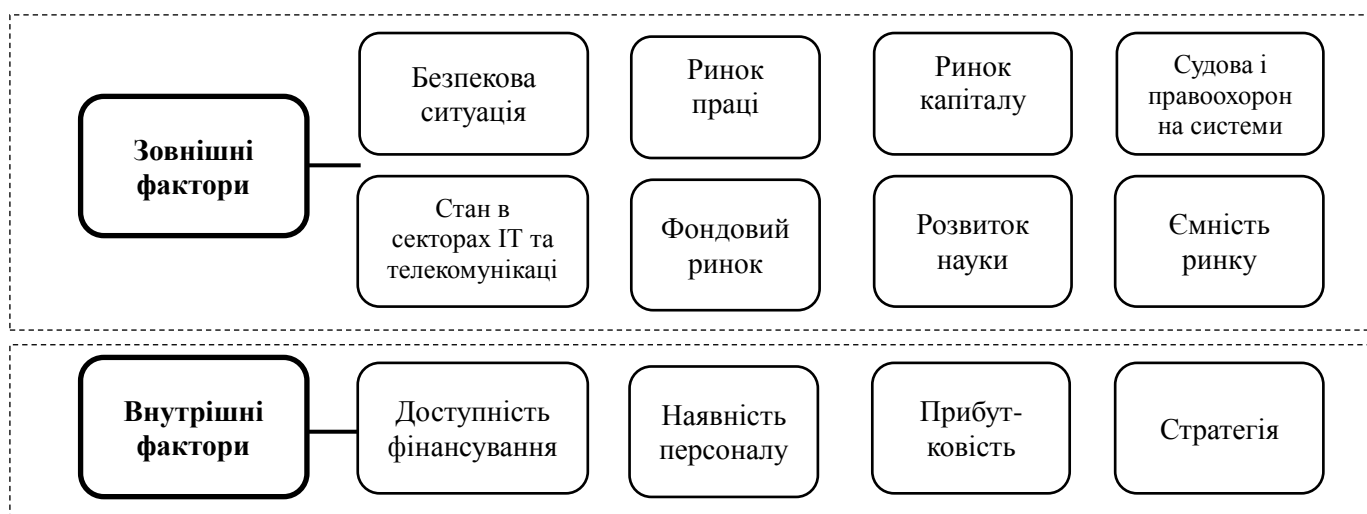 Зовнішні
фактори
Безпекова
ситуація
Ринок
праці
Ринок
капіталу
Судова і
правоохорон
на системи
Стан в
секторах ІТ та
телекомунікаці
Фондовий
ринок
Розвиток
науки
Ємність
ринку
Внутрішні
фактори
Доступність
фінансування
Наявність
персоналу
Прибут-
ковість
Стратегія